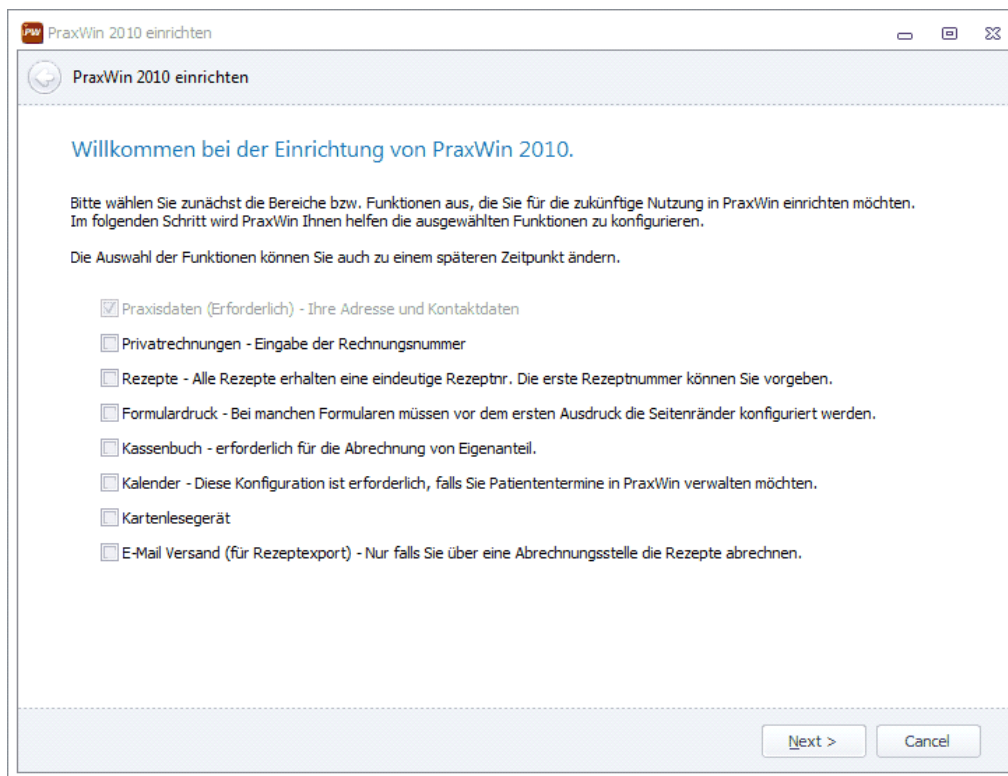 PW PraxWin 2010 einrichten
PraxWin 2010 einrichten
Willkommen bei der Einrichtung von PraxWin 2010.
Bitte wählen Sie zunächst die Bereiche bzw. Funktionen aus, die Sie für die zukünftige Nutzung in PraxWin einrichten möchten.
Im folgenden Schritt wird PraxWin Ihnen helfen die ausgewählten Funktionen zu konfigurieren.
Die Auswahl der Funktionen können Sie auch zu einem späteren Zeitpunkt ändern.
Praxisdaten (Erforderlich) - Ihre Adresse und Kontaktdaten
Privatrechnungen - Eingabe der Rechnungsnummer
Rezepte - Alle Rezepte erhalten eine eindeutige Rezeptnr. Die erste Rezeptnummer können Sie vorgeben.
Formulardruck - Bei manchen Formularen müssen vor dem ersten Ausdruck die Seitenränder konfiguriert werden.
Kassenbuch - erforderlich für die Abrechnung von Eigenanteil.
Kalender - Diese Konfiguration ist erforderlich, falls Sie Patiententermine in PraxWin verwalten möchten.
Kartenlesegerät
E-Mail Versand (für Rezeptexport) - Nur falls Sie über eine Abrechnungsstelle die Rezepte abrechnen.
Next > Cancel